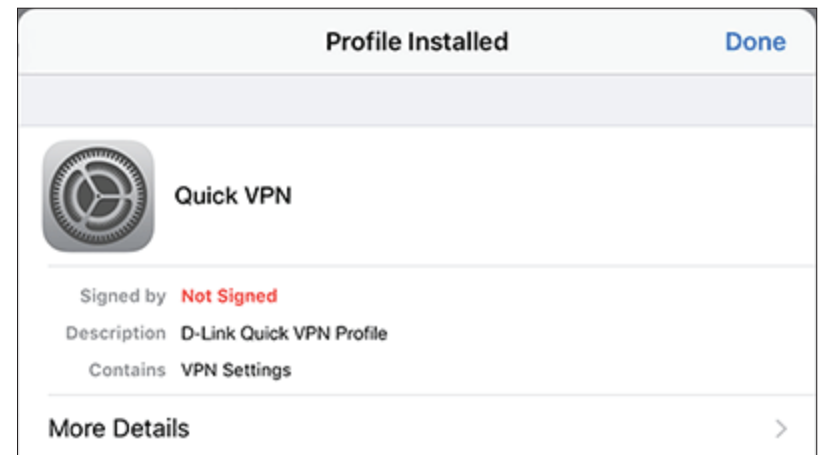 Profile Installed Done
Quick VPN
Signed by Not Signed
Description D-Link Quick VPN Profile
Contains VPN Settings
More Details